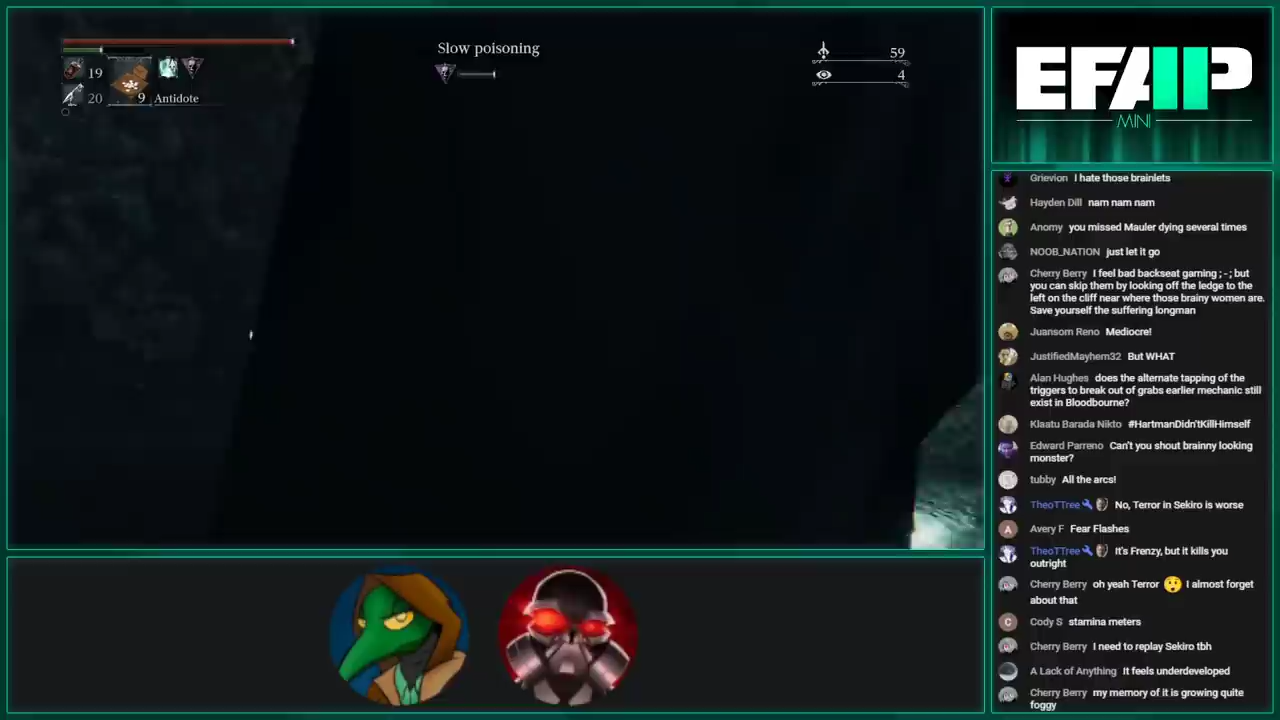 Slow poisoning
59
4
19
20
9 Antidote
EFAP
MINI
Grievion I hate those brainlets
Hayden Dill nam nam nam
Anomy you missed Mauler dying several times
NOOB_NATION just let it go
Cherry Berry I feel bad backseat gaming ; - ; but
you can skip them by looking off the ledge to the
left on the cliff near where those brainy women are.
Save yourself the suffering longman
Juansom Reno Mediocre!
JustifiedMayhem32 But WHAT
Alan Hughes does the alternate tapping of the
triggers to break out of grabs earlier mechanic still
exist in Bloodbourne?
Klaatu Barada Nikto #HartmanDidn'tKillHimself
Edward Parreno Can't you shout brainny looking
monster?
tubby All the arcs!
TheoTTree No, Terror in Sekiro is worse
A
Avery F Fear Flashes
TheoTTree It's Frenzy, but it kills you
outright
Cherry Berry oh yeah Terror 😲 I almost forget
about that
C
Cody S stamina meters
Cherry Berry I need to replay Sekiro tbh
A Lack of Anything It feels underdeveloped
Cherry Berry my memory of it is growing quite
foggy